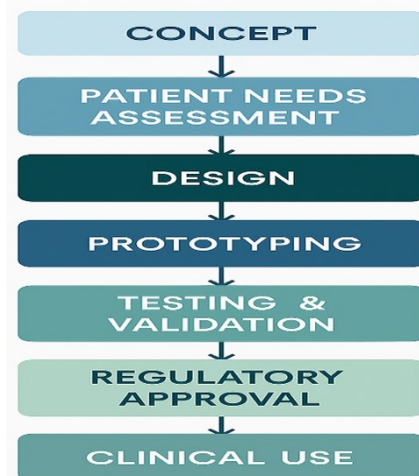 CONCEPT
PATIENT NEEDS
ASSESSMENT
DESIGN
PROTOTYPING
TESTING &
VALIDATION
REGULATORY
APPROVAL
CLINICAL USE